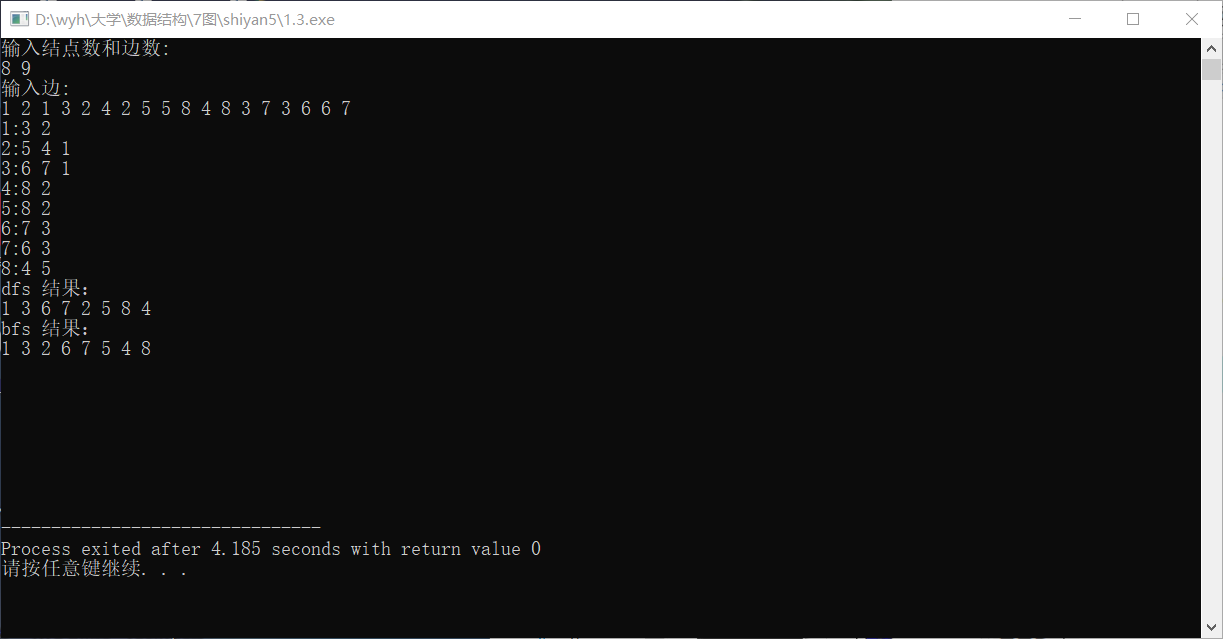 D:\wyh\大学\数据结构\7图\shiyan5\1.3.exe
输入结点数和边数:
8 9
输入边:
1 2 1 3 2 4 2 5 5 8 4 8 3 7 3 6 6 7
1:3 2
2:5 4 1
3:6 7 1
4:8 2
5:8 2
6:7 3
7:6 3
8:4 5
dfs 结果:
1 3 6 7 2 5 8 4
bfs 结果:
1 3 2 6 7 5 4 8
--------------------------------
Process exited after 4.185 seconds with return value 0
请按任意键继续. . .